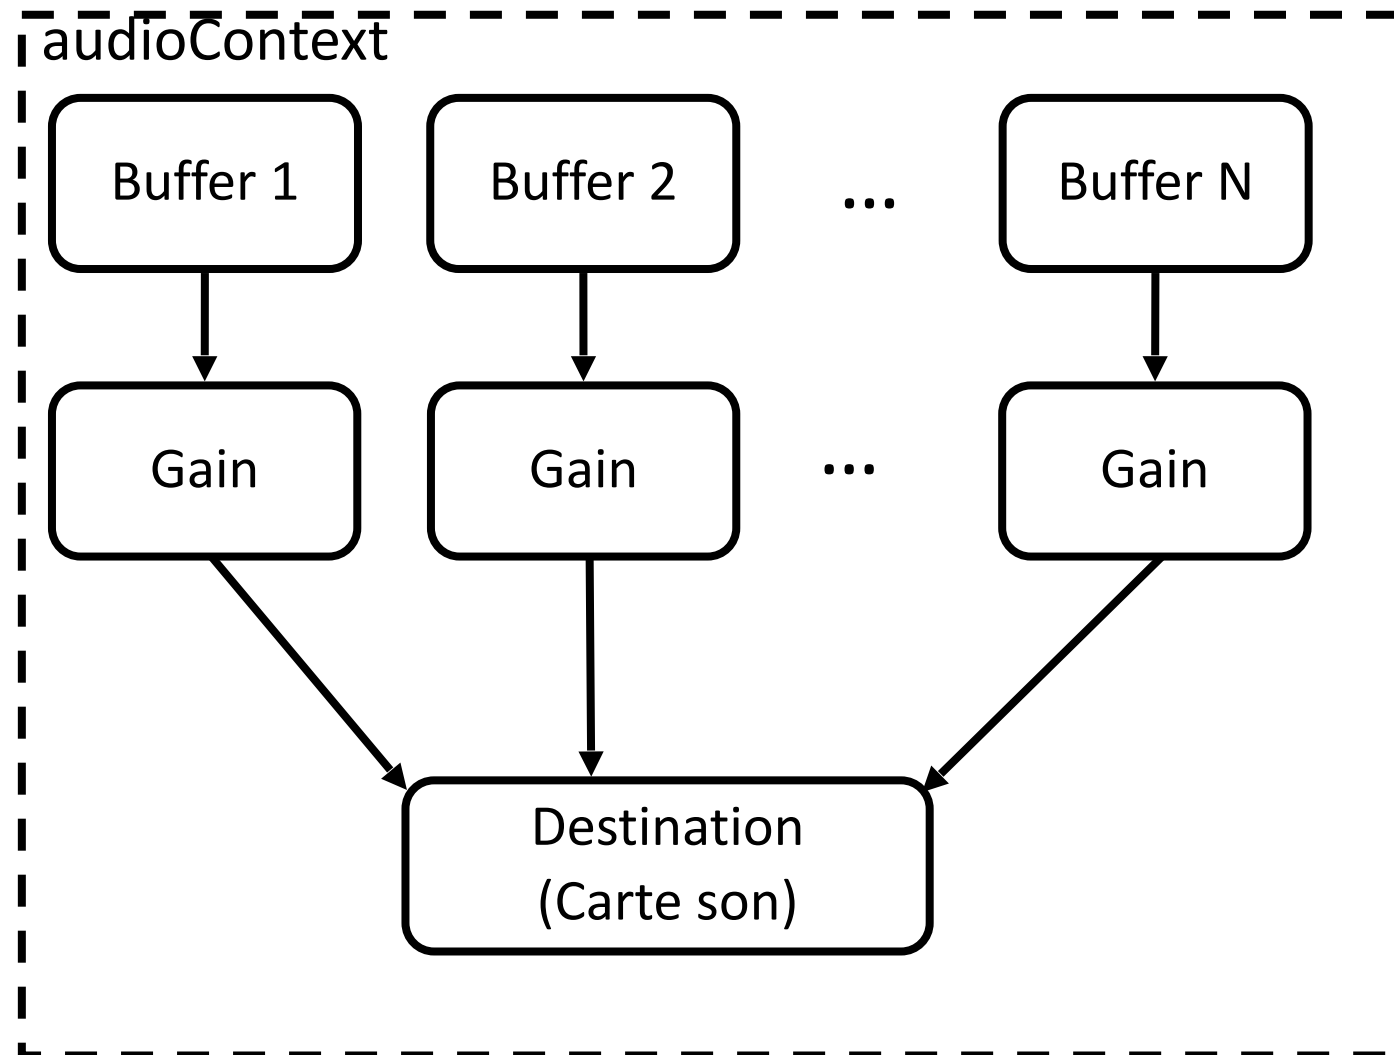 audioContext
Buffer 1
Buffer 2
...
Buffer N
Gain
Gain
...
Gain
Destination
(Carte son)